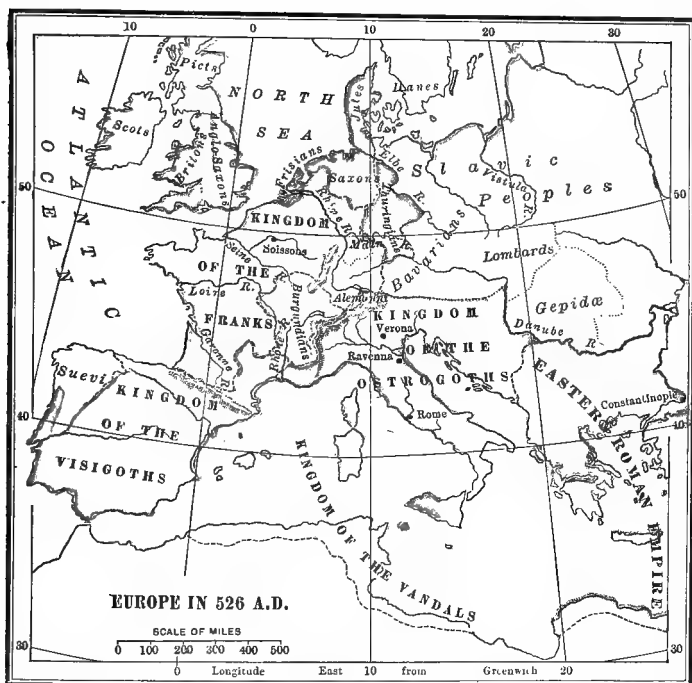 10 0 10 20 30
ATLANTIC
OCEAN
NORTH
SEA
Picts
Scots
Britons
Anglo Saxons
Jutes
Danes
Frisians
Saxons
Elbe R.
Slavic
Peoples
Vistula R.
Thuringians
Rhine R.
Main
50
50
KINGDOM
OF THE
FRANKS
Seine R.
Soissons
Loire R.
Garonne R.
Rhone R.
Burgundians
Alemanni
Bavarians
Lombards
Gepidæ
Danube R
KINGDOM
OF THE
OSTROGOTHS
Verona
Ravenna
Rome
Suevi
KINGDOM
OF THE
VISIGOTHS
40
40
Constantinople
EASTERN ROMAN EMPIRE
KINGDOM OF THE VANDALS
EUROPE IN 526 A.D.
SCALE OF MILES
0 100 200 300 400 500
30
30
0 Longitude East 10 from Greenwich 20